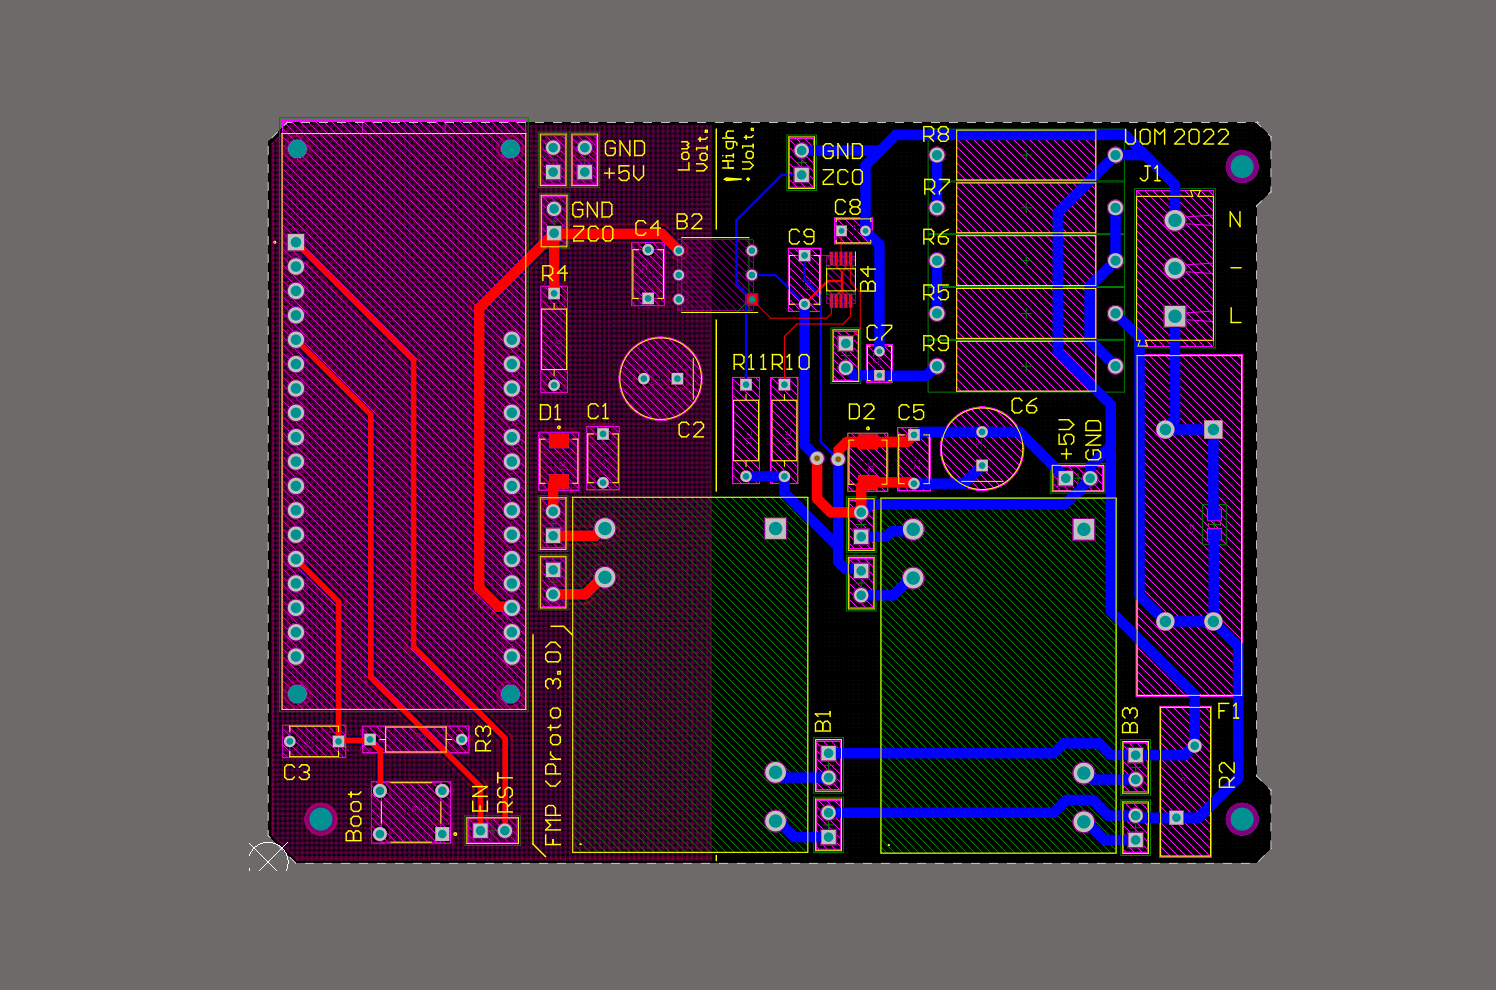 UOM 2022
GND
+5V
Low
Volt.
! High
Volt.
GND
ZCO
R8
J1
R7
GND
ZCO
C4
B2
C8
C9
R6
N
R4
B4
-
R5
L
C7
R9
R11
R10
D1
C1
C2
D2
C5
C6
+5V
GND
FMP (Proto 3.0)
B1
B3
F1
R3
C3
R2
Boot
EN
RST